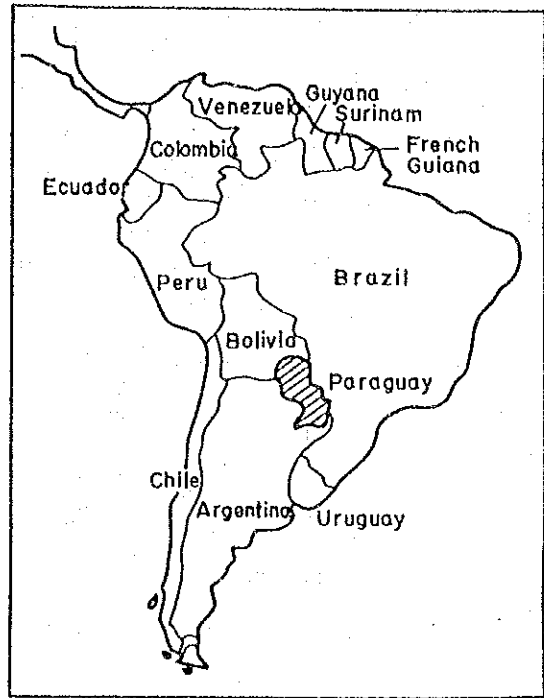 Guyana
Venezuela
Surinam
Colombia
French
Guiana
Ecuador
Peru
Brazil
Bolivia
Paraguay
Chile
Argentina
Uruguay